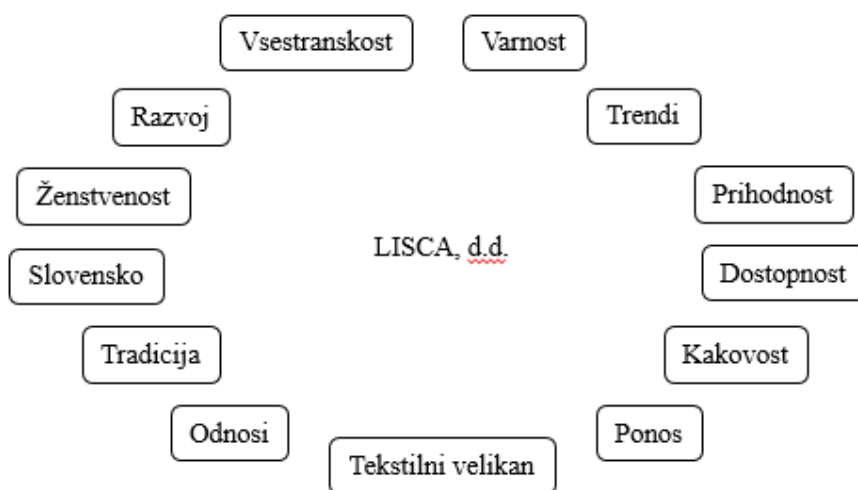 Vsestranskost
Varnost
Razvoj
Trendi
Ženstvenost
Prihodnost
LISCA, d.d.
Slovensko
Dostopnost
Tradicija
Kakovost
Odnosi
Ponos
Tekstilni velikan